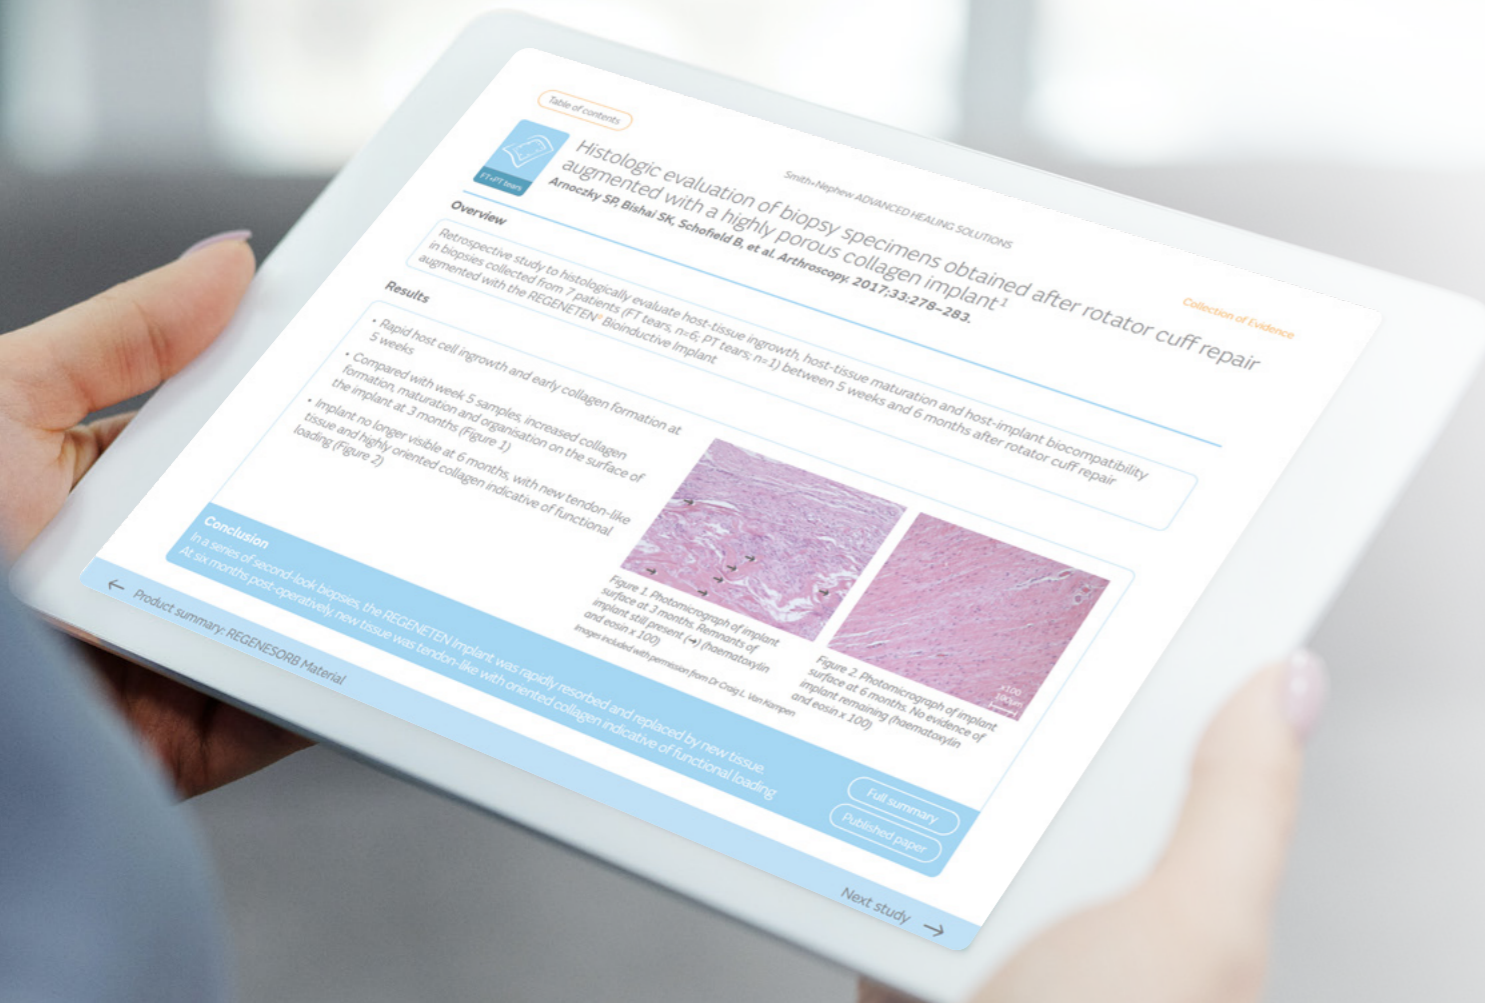 Table of contents
Smith+Nephew ADVANCED HEALING SOLUTIONS
Collection of Evidence
FT+PT tears
Histologic evaluation of biopsy specimens obtained after rotator cuff repair
augmented with a highly porous collagen implant¹
Arnoczky SP, Bishai SK, Schofield B, et al. Arthroscopy. 2017:33:278–283.
Overview
Retrospective study to histologically evaluate host-tissue ingrowth, host-tissue maturation and host-implant biocompatibility
in biopsies collected from 7 patients (FT tears, n=6; PT tears; n=1) between 5 weeks and 6 months after rotator cuff repair
augmented with the REGENETEN® Bioinductive Implant
Results
• Rapid host cell ingrowth and early collagen formation at
5 weeks
• Compared with week 5 samples, increased collagen
formation, maturation and organisation on the surface of
the implant at 3 months (Figure 1)
• Implant no longer visible at 6 months, with new tendon-like
tissue and highly oriented collagen indicative of functional
loading (Figure 2)
Figure 1. Photomicrograph of implant
surface at 3 months. Remnants of
implant still present (➔) (haematoxylin
and eosin x 100)
Images included with permission from Dr Craig L. Van Kampen
x100
100µm
Figure 2. Photomicrograph of implant
surface at 6 months. No evidence of
implant remaining (haematoxylin
and eosin x 100)
Conclusion
In a series of second-look biopsies, the REGENETEN Implant was rapidly resorbed and replaced by new tissue.
At six months post-operatively, new tissue was tendon-like with oriented collagen indicative of functional loading
Full summary
Published paper
← Product summary: REGENESORB Material
Next study →